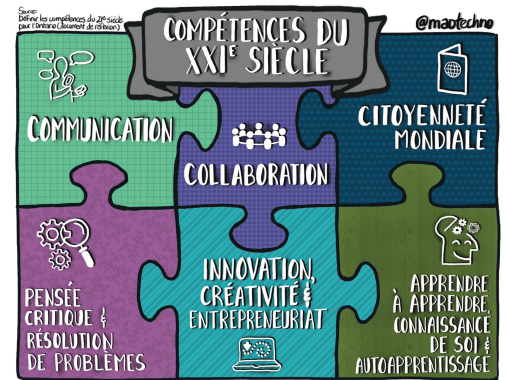 Source:
Définir les compétences du 21e siècle
pour l'Ontario (document de réflexion)
COMPÉTENCES DU
XXIE SIÈCLE
@maotechno
COMMUNICATION
COLLABORATION
CITOYENNETÉ
MONDIALE
PENSÉE
CRITIQUE &
RÉSOLUTION
DE PROBLÈMES
INNOVATION,
CRÉATIVITÉ &
ENTREPRENEURIAT
APPRENDRE
À APPRENDRE,
CONNAISSANCE
DE SOI &
AUTOAPPRENTISSAGE